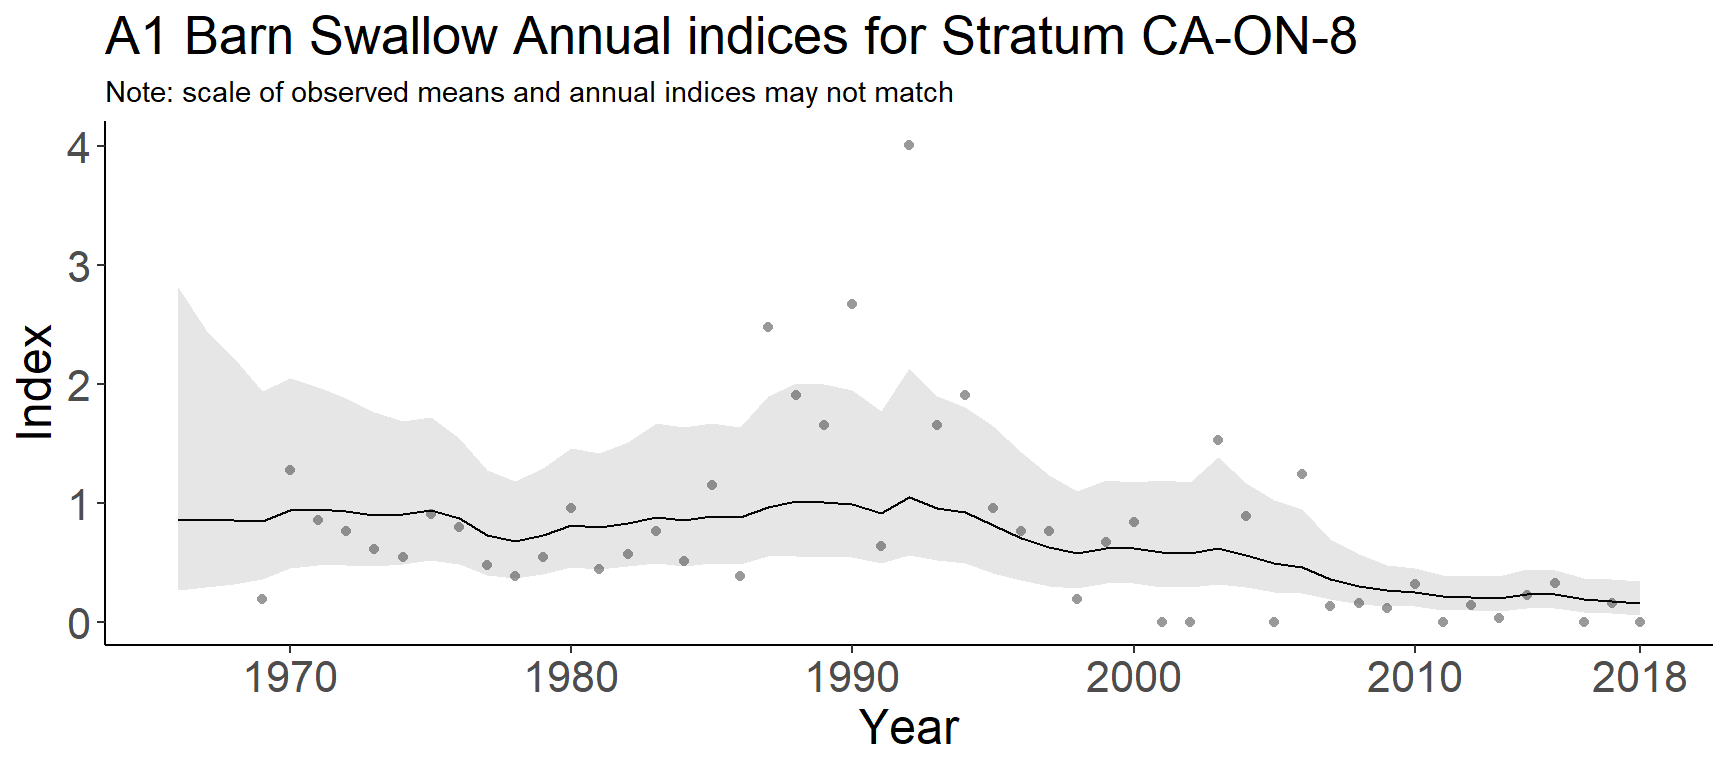 A1 Barn Swallow Annual indices for Stratum CA-ON-8
Note: scale of observed means and annual indices may not match
4
3
2
1
0
Index
1970 1980 1990 2000 2010 2018
Year